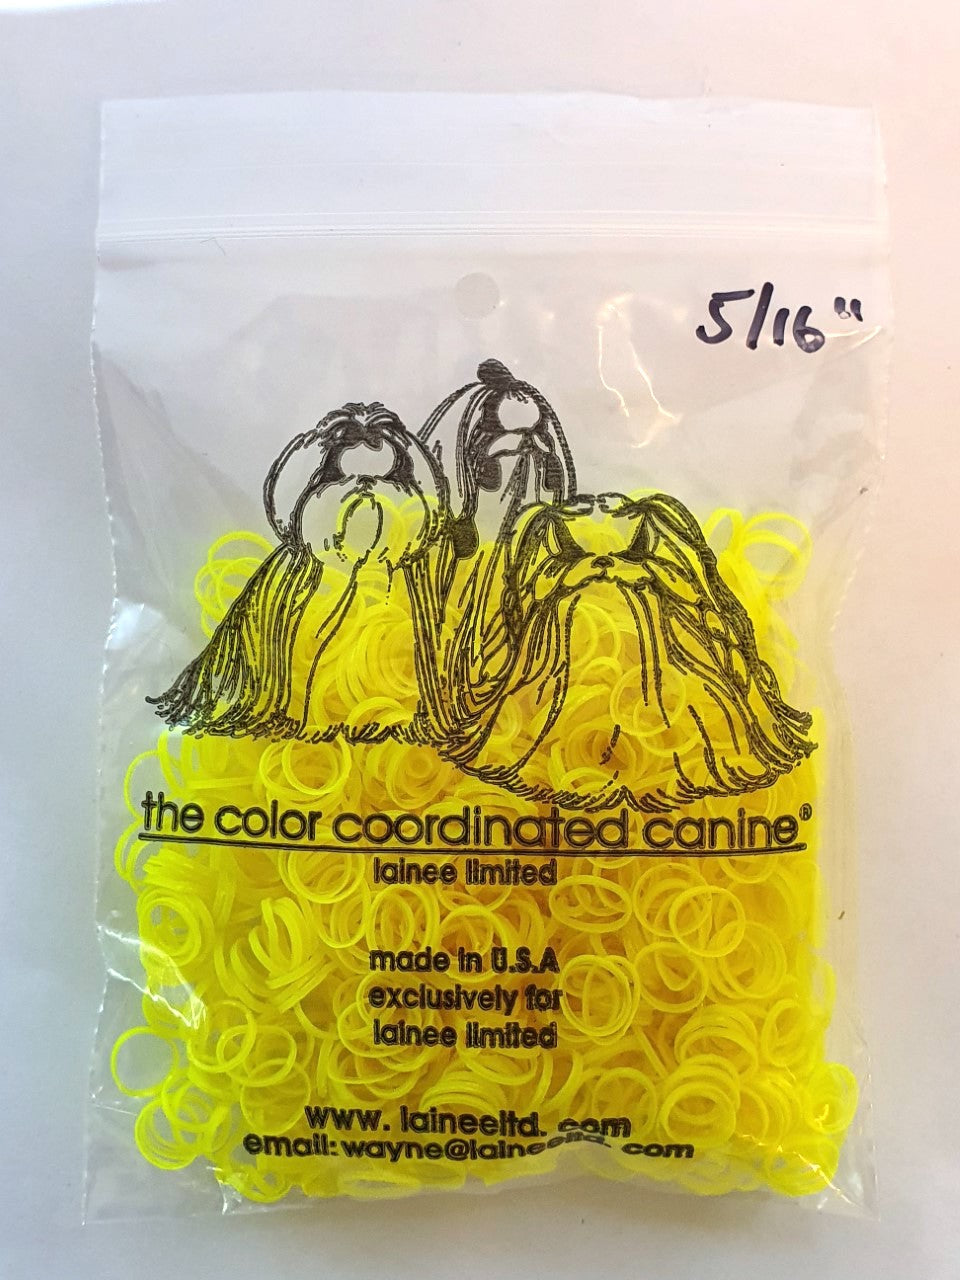 5/16"
the color coordinated canine®
lainee limited
made in U.S.A
exclusively for
lainee limited
www. laineeltd. com
email: wayne@laineeltd. com